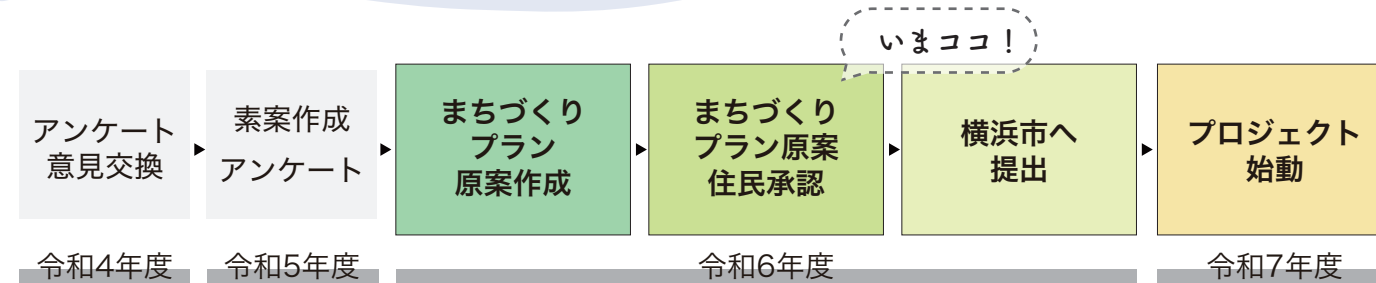 いまココ！
アンケート
意見交換
素案作成
アンケート
まちづくり
プラン
原案作成
まちづくり
プラン原案
住民承認
横浜市へ
提出
プロジェクト
始動
令和4年度
令和5年度
令和6年度
令和7年度